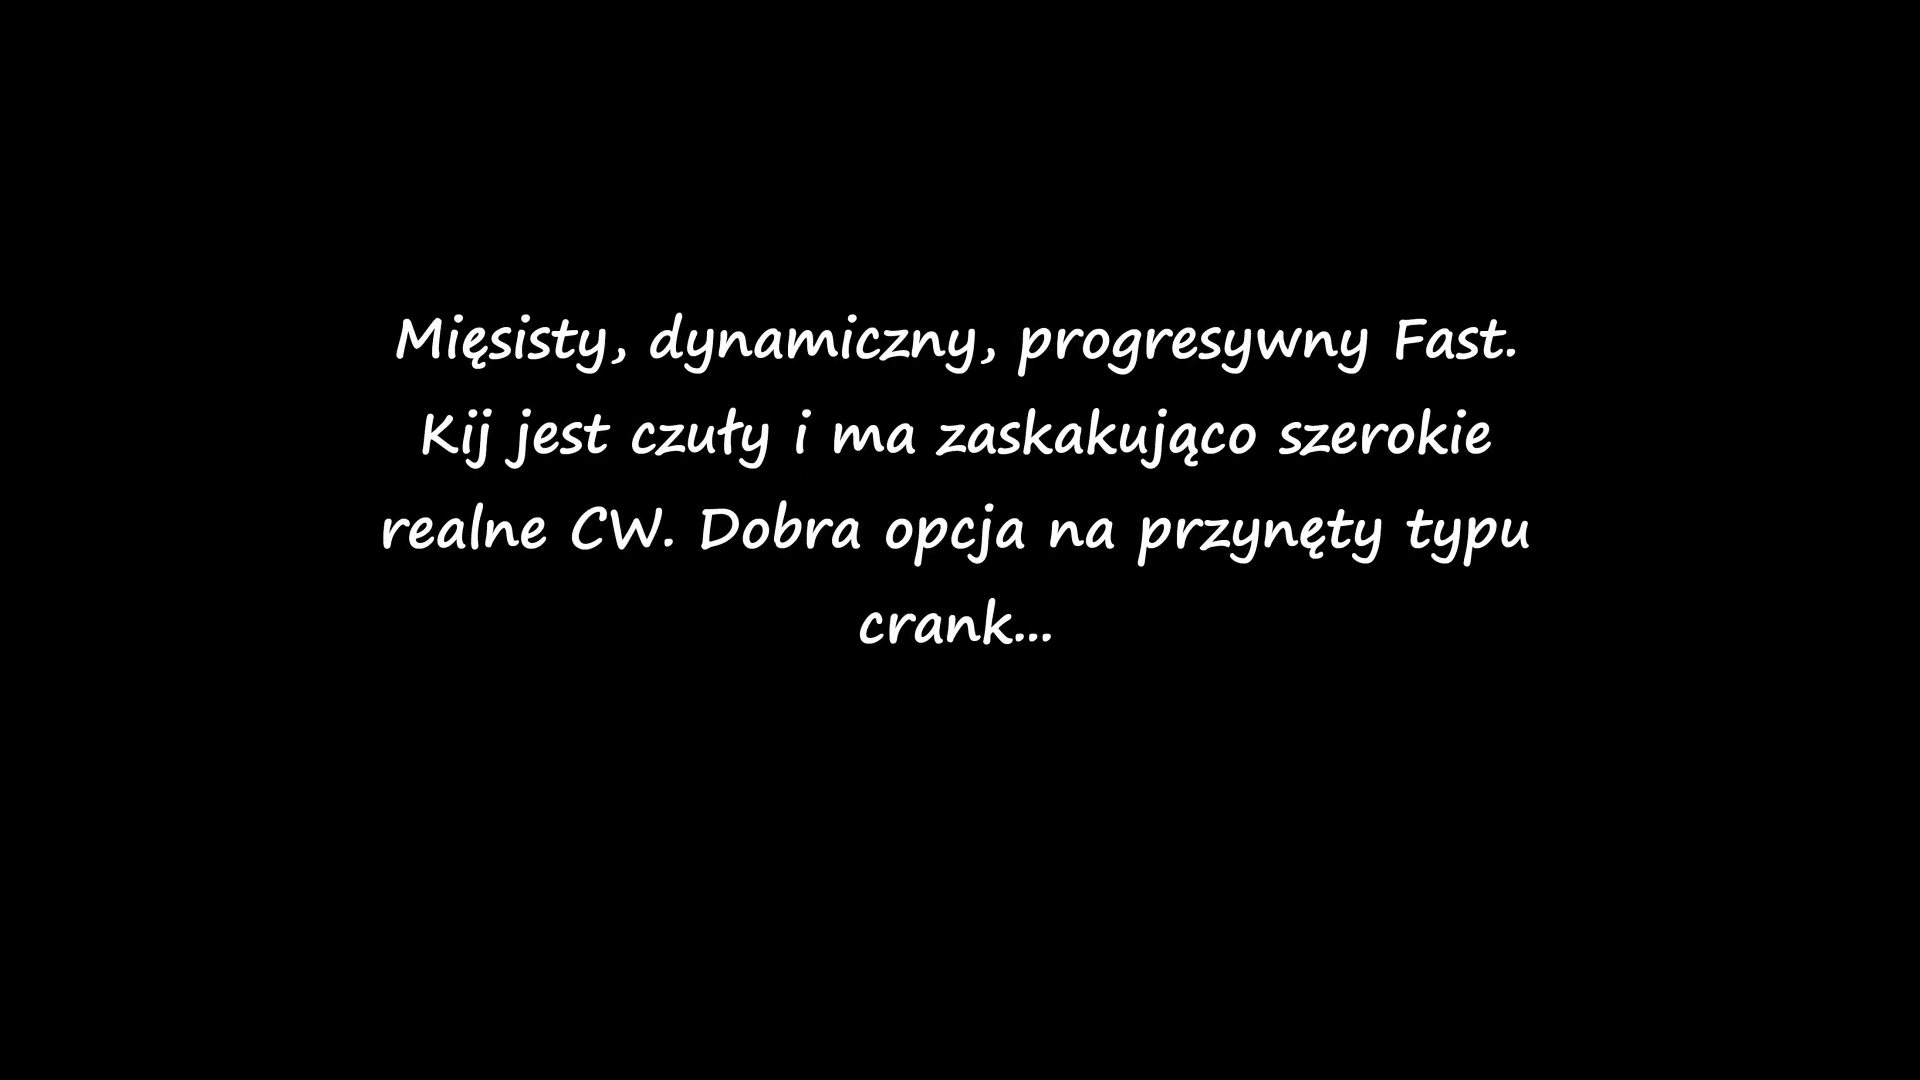 Mięsisty, dynamiczny, progresywny Fast.
Kij jest czuły i ma zaskakująco szerokie
realne CW. Dobra opcja na przynęty typu
crank...